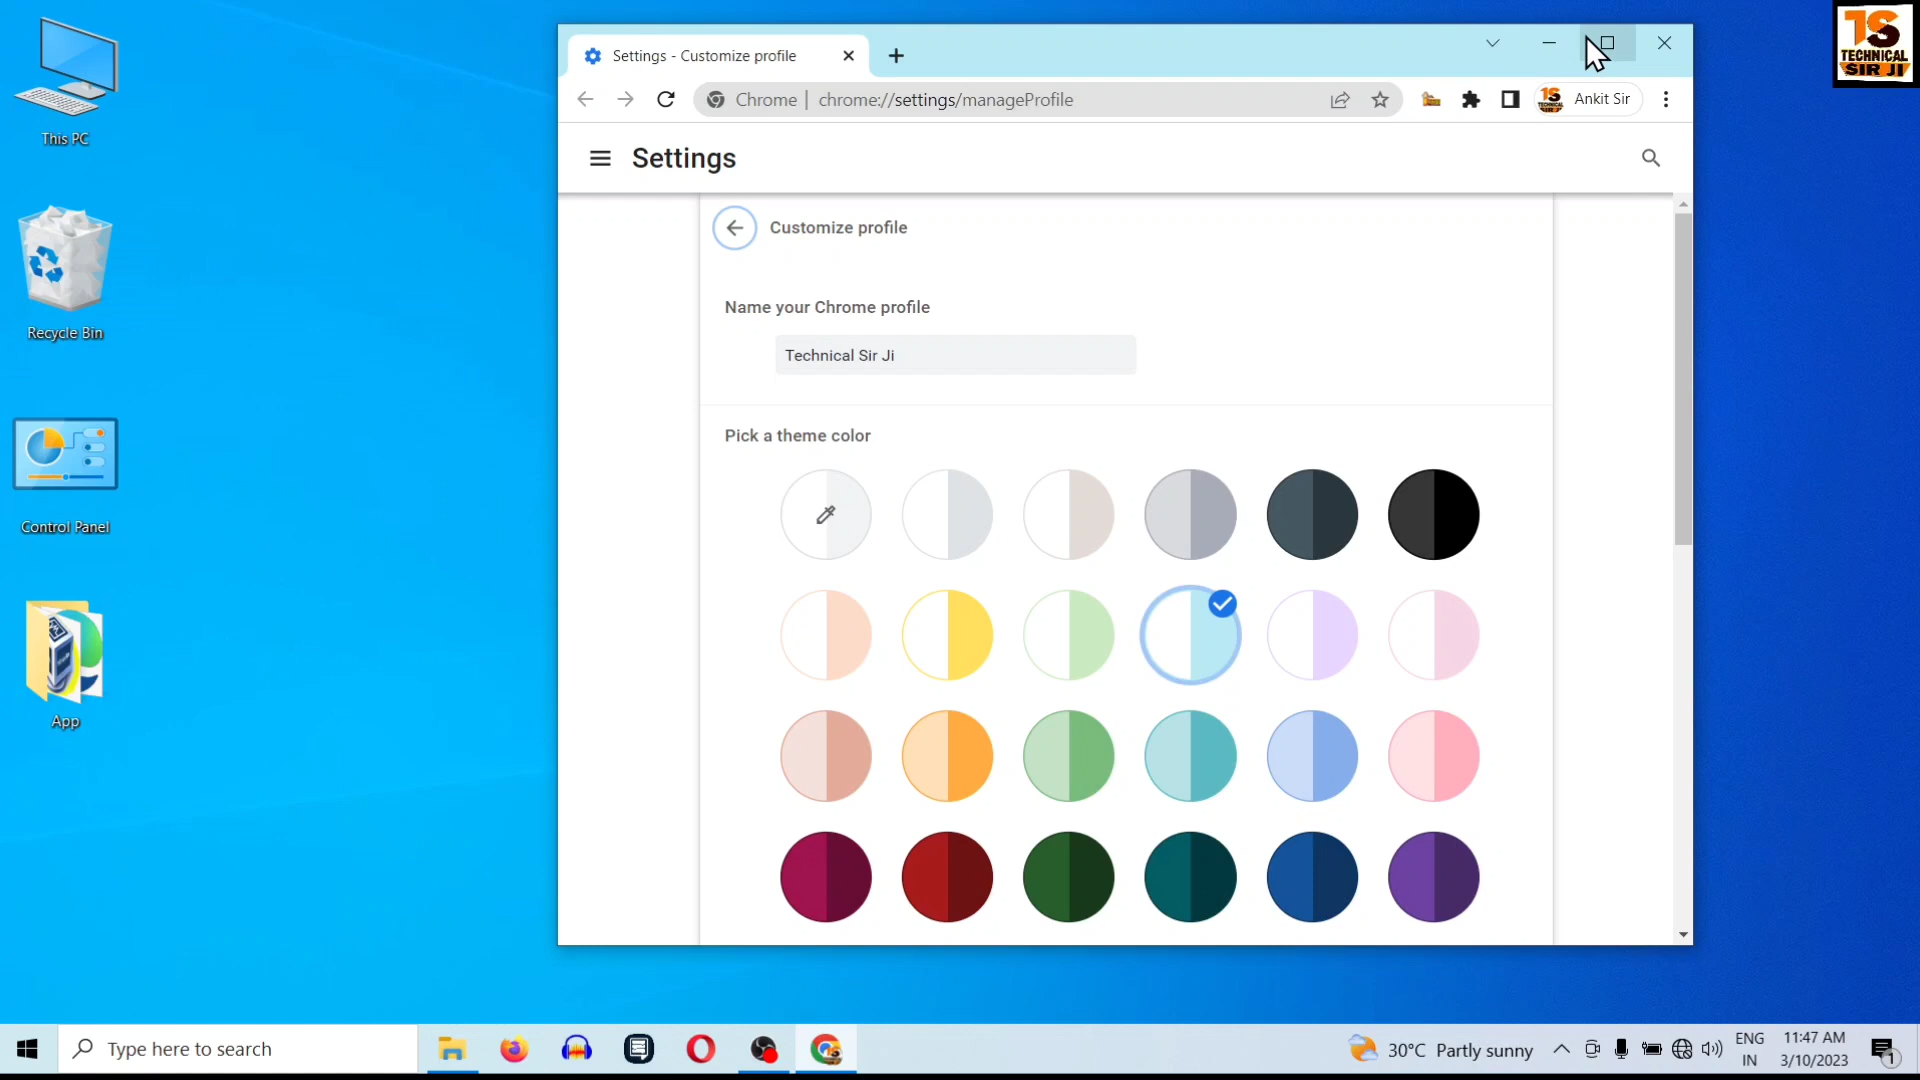 This PC
Recycle Bin
Control Panel
App
Settings - Customize profile
Chrome
chrome://settings/manageProfile
Ankit Sir
Settings
Customize profile
Name your Chrome profile
Technical Sir Ji
Pick a theme color
1S
TECHNICAL
SIR JI
Type here to search
30°C Partly sunny
ENG
IN
11:47 AM
3/10/2023
1